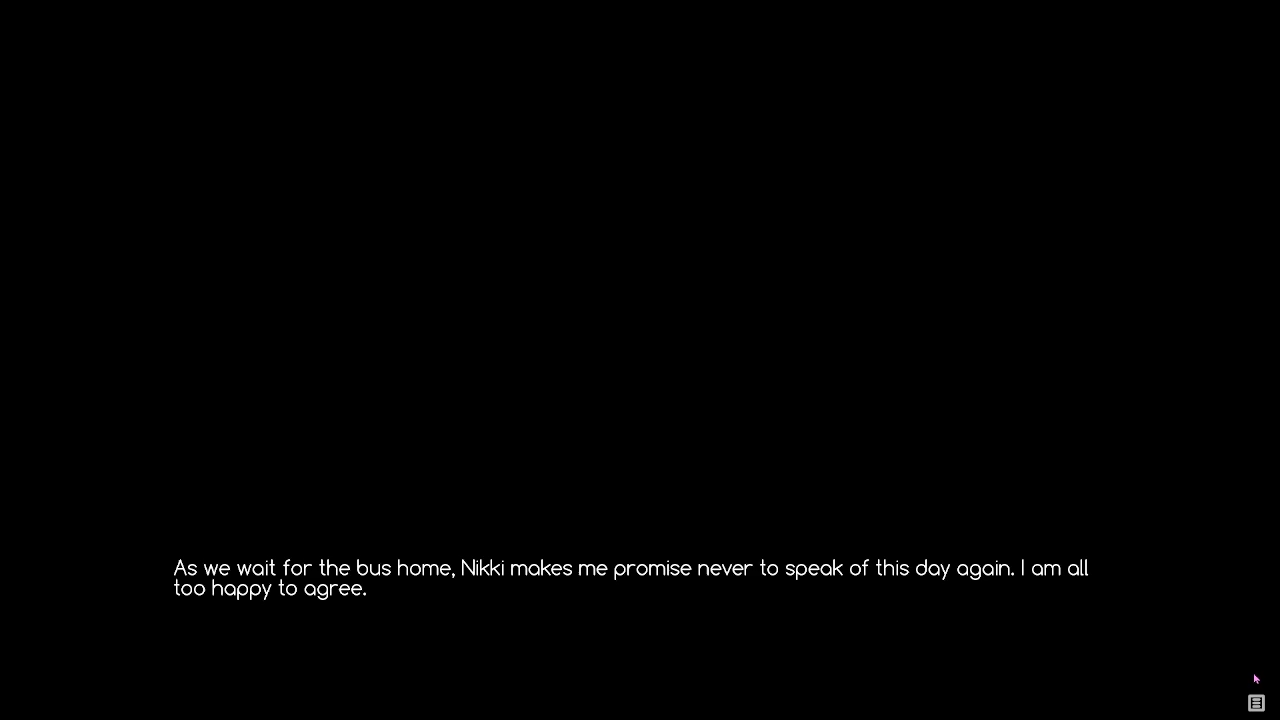 As we wait for the bus home, Nikki makes me promise never to speak of this day again. I am all
too happy to agree.